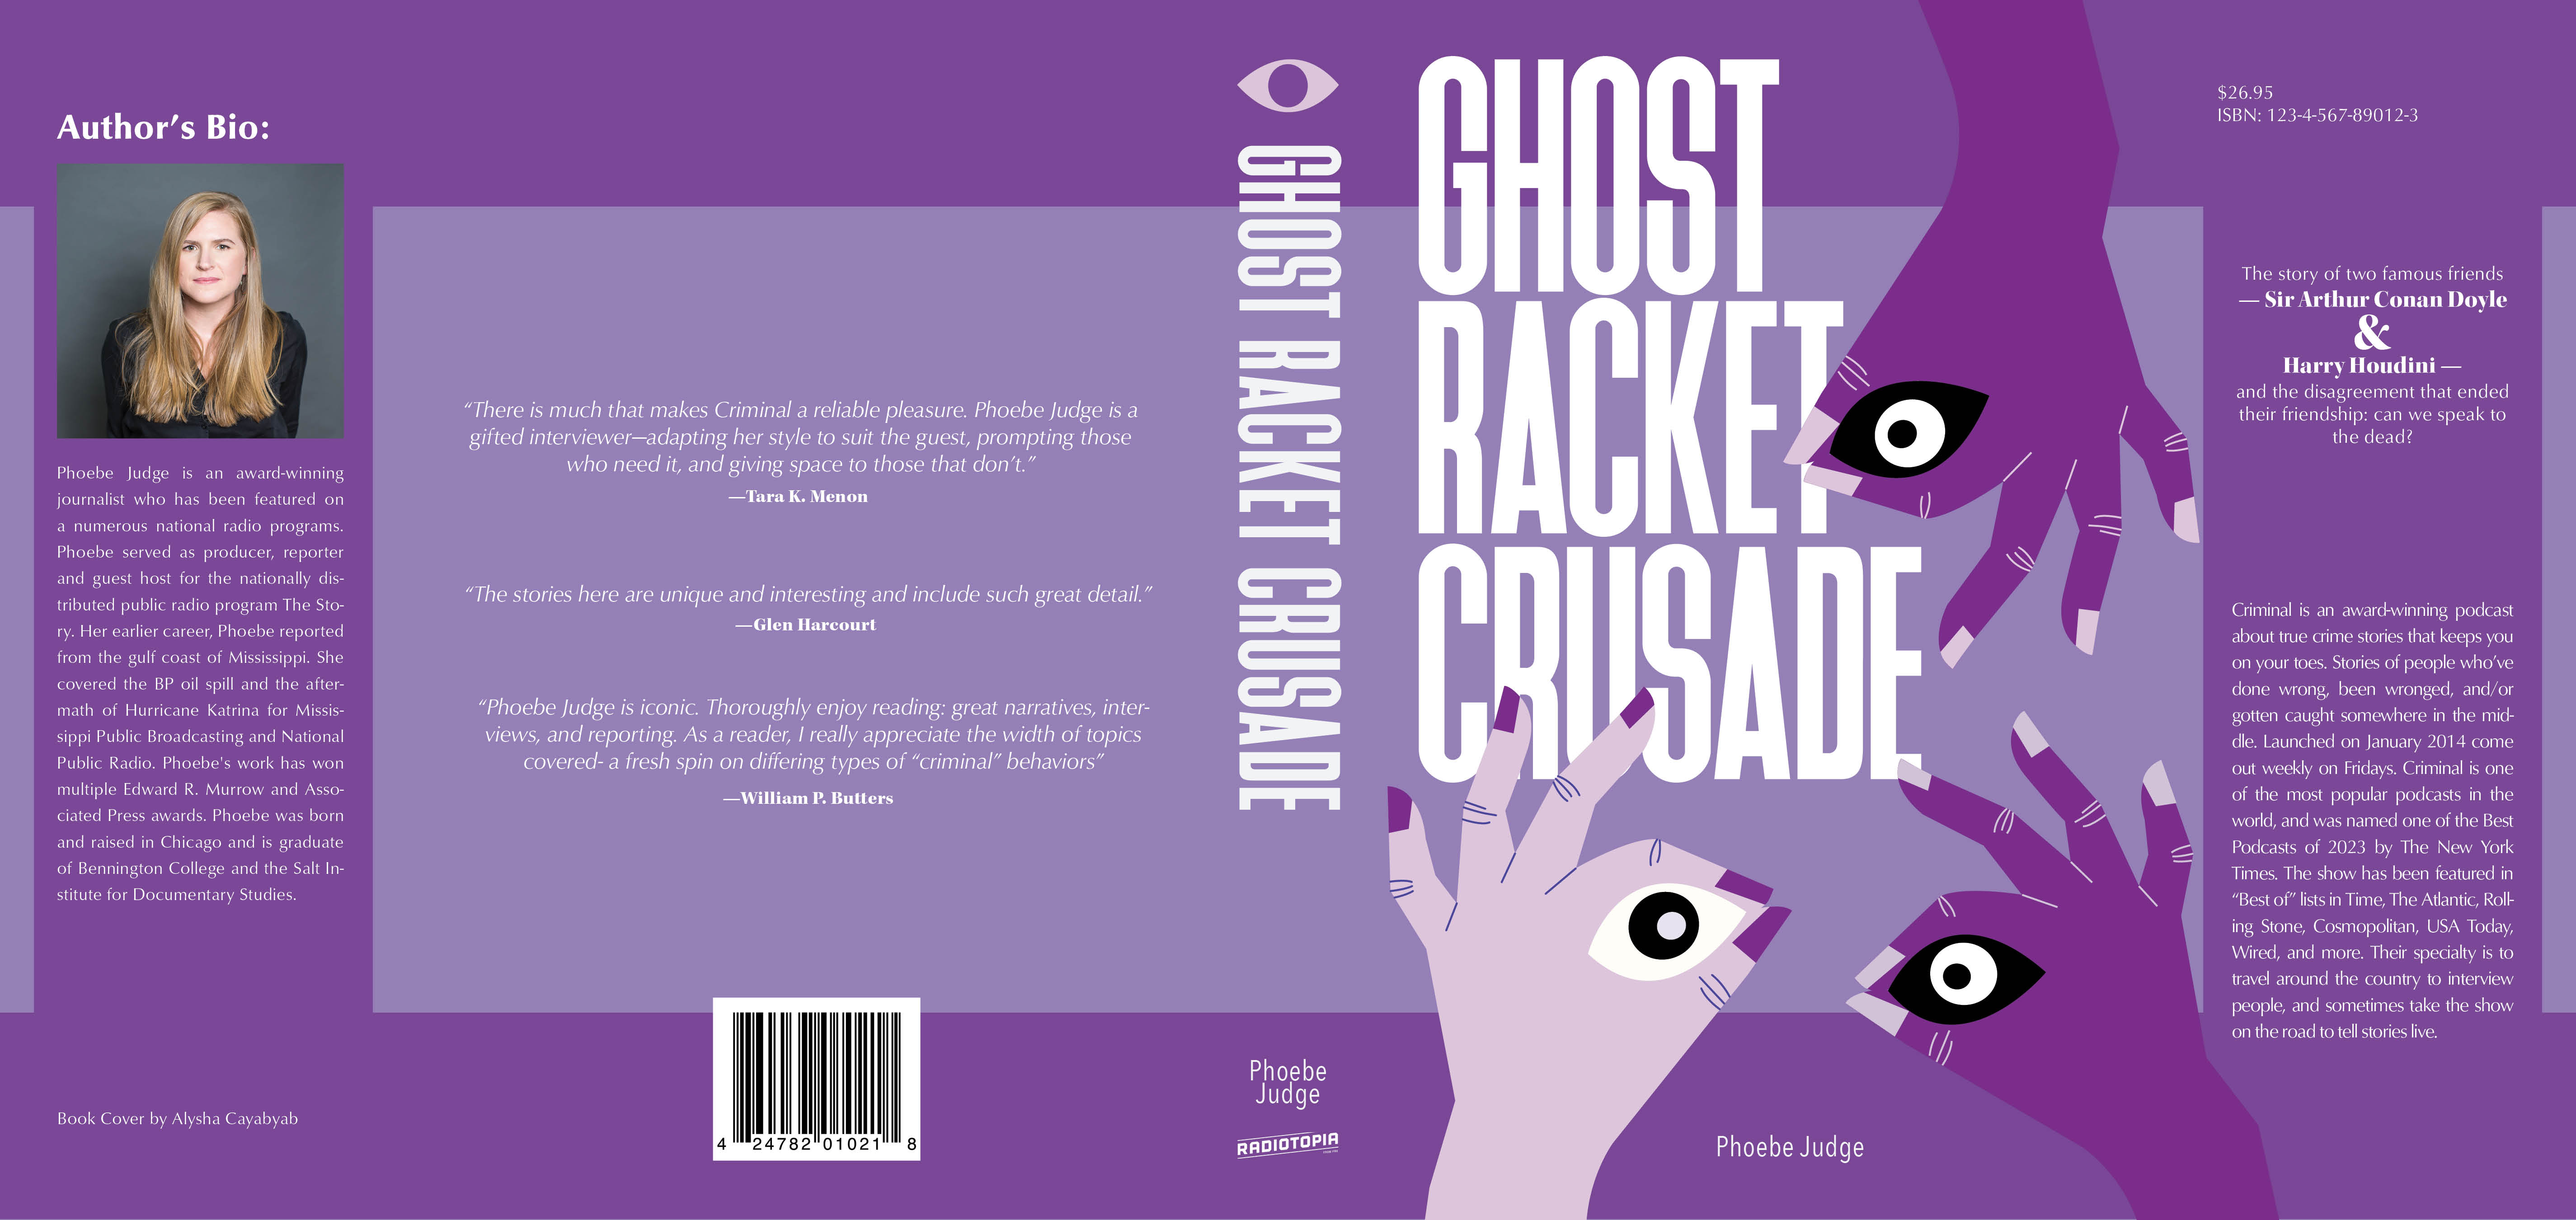 Author's Bio:
Phoebe Judge is an award-winning
journalist who has been featured on
a numerous national radio programs.
Phoebe served as producer, reporter
and guest host for the nationally dis-
tributed public radio program The Sto-
ry. Her earlier career, Phoebe reported
from the gulf coast of Mississippi. She
covered the BP oil spill and the after-
math of Hurricane Katrina for Missis-
sippi Public Broadcasting and National
Public Radio. Phoebe's work has won
multiple Edward R. Murrow and Asso-
ciated Press awards. Phoebe was born
and raised in Chicago and is graduate
of Bennington College and the Salt In-
stitute for Documentary Studies.
Book Cover by Alysha Cayabyab
“There is much that makes Criminal a reliable pleasure. Phoebe Judge is a
gifted interviewer—adapting her style to suit the guest, prompting those
who need it, and giving space to those that don’t.”
—Tara K. Menon
“The stories here are unique and interesting and include such great detail.”
—Glen Harcourt
“Phoebe Judge is iconic. Thoroughly enjoy reading: great narratives, inter-
views, and reporting. As a reader, I really appreciate the width of topics
covered- a fresh spin on differing types of “criminal” behaviors”
—William P. Butters
4 24782 01021 8
GHOST RACKET CRUSADE
Phoebe
Judge
RADIOTOPIA
GHOST
RACKET
CRUSADE
Phoebe Judge
$26.95
ISBN: 123-4-567-89012-3
The story of two famous friends
— Sir Arthur Conan Doyle
&
Harry Houdini —
and the disagreement that ended
their friendship: can we speak to
the dead?
Criminal is an award-winning podcast
about true crime stories that keeps you
on your toes. Stories of people who’ve
done wrong, been wronged, and/or
gotten caught somewhere in the mid-
dle. Launched on January 2014 come
out weekly on Fridays. Criminal is one
of the most popular podcasts in the
world, and was named one of the Best
Podcasts of 2023 by The New York
Times. The show has been featured in
“Best of” lists in Time, The Atlantic, Roll-
ing Stone, Cosmopolitan, USA Today,
Wired, and more. Their specialty is to
travel around the country to interview
people, and sometimes take the show
on the road to tell stories live.